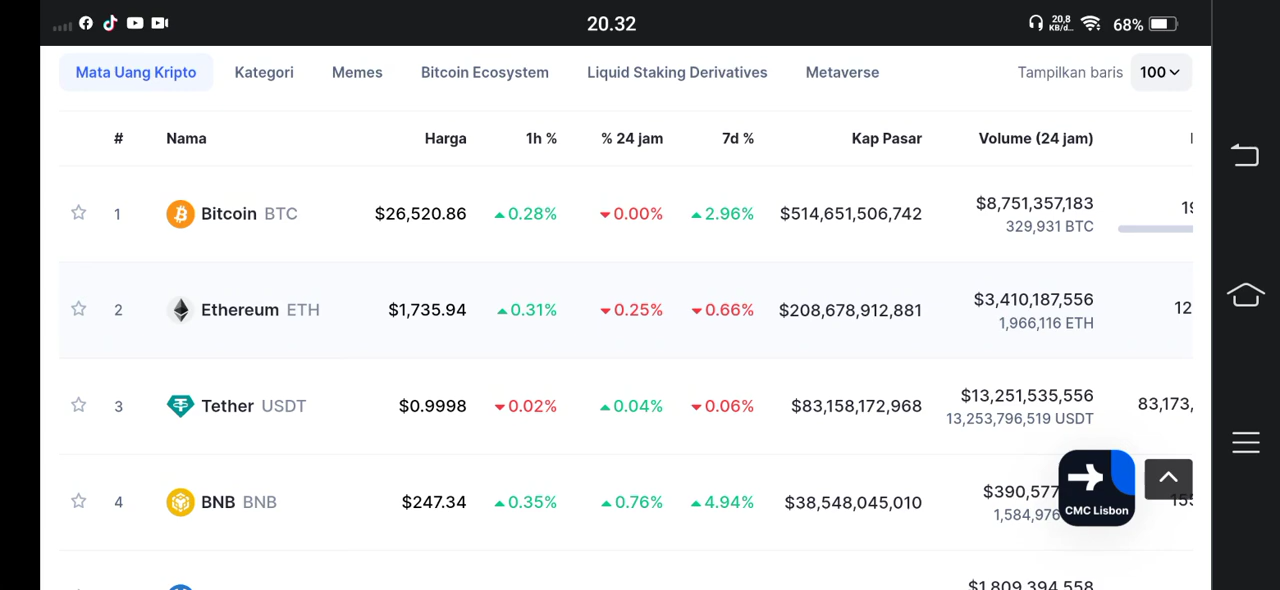 20.32
20,8
KB/d...
68%
Mata Uang Kripto Kategori Memes Bitcoin Ecosystem Liquid Staking Derivatives Metaverse Tampilkan baris 100
# Nama Harga 1h % % 24 jam 7d % Kap Pasar Volume (24 jam)
1 Bitcoin BTC $26,520.86 0.28% 0.00% 2.96% $514,651,506,742 $8,751,357,183
329,931 BTC
2 Ethereum ETH $1,735.94 0.31% 0.25% 0.66% $208,678,912,881 $3,410,187,556 12
1,966,116 ETH
3 Tether USDT $0.9998 0.02% 0.04% 0.06% $83,158,172,968 $13,251,535,556 83,173,
13,253,796,519 USDT
4 BNB BNB $247.34 0.35% 0.76% 4.94% $38,548,045,010 $390,577
1,584,976
CMC Lisbon
$1,809,394,558